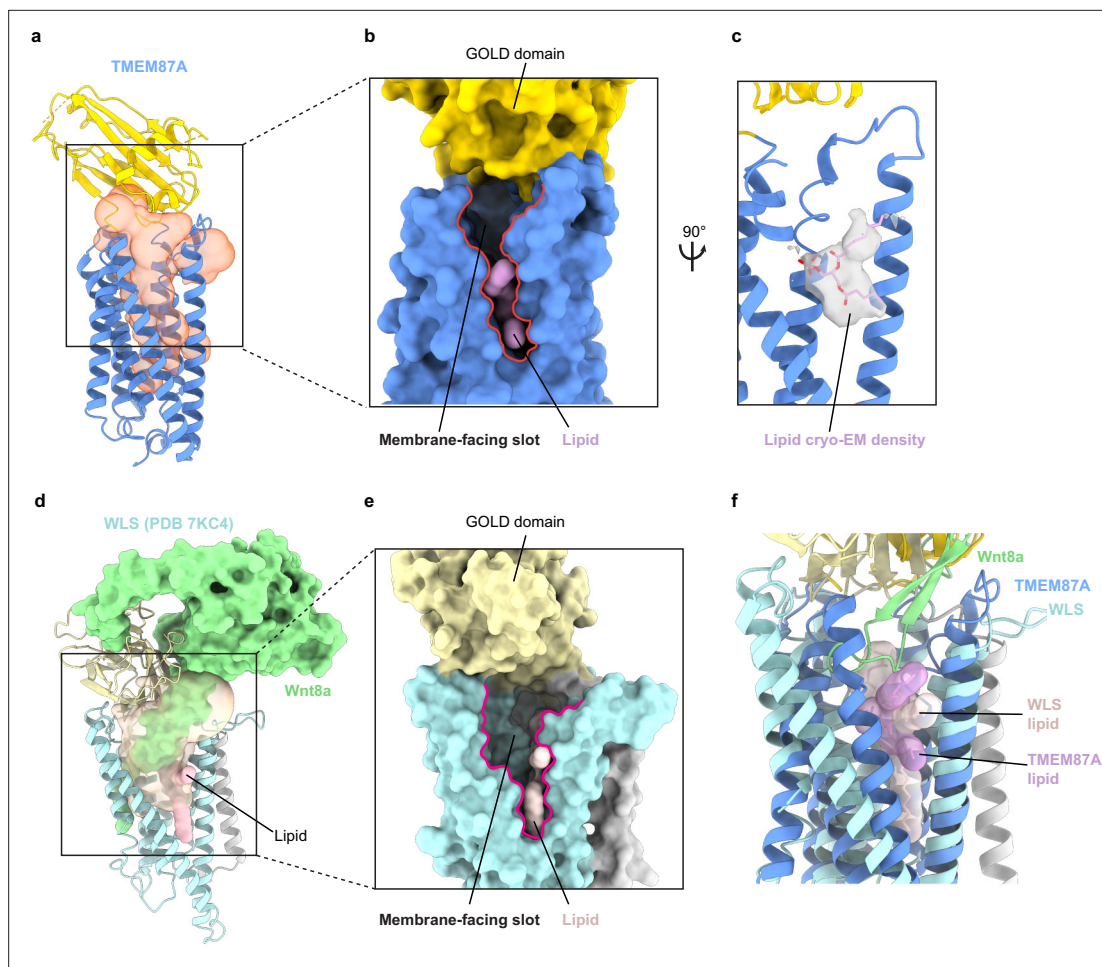 a
TMEM87A
b
GOLD domain
Membrane-facing slot
Lipid
90°
c
Lipid cryo-EM density
d
WLS (PDB 7KC4)
Wnt8a
Lipid
e
GOLD domain
Membrane-facing slot
Lipid
f
Wnt8a
TMEM87A
WLS
WLS
lipid
TMEM87A
lipid